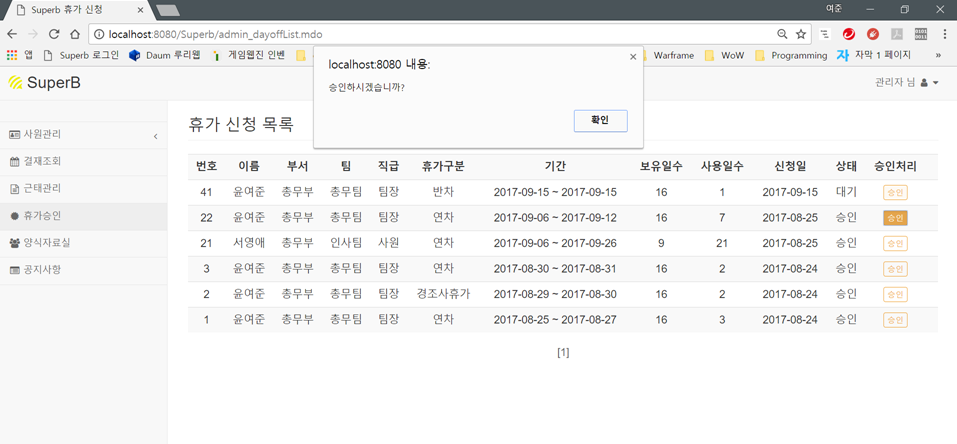 Superb 휴가 신청
여준
localhost:8080/Superb/admin_dayoffList.mdo
앱 Superb 로그인 Daum 루리웹 게임웹진 인벤 Warframe WoW Programming 자막 1 페이지 »
localhost:8080 내용:
승인하시겠습니까?
확인
SuperB
관리자 님
사원관리
결재조회
근태관리
휴가승인
양식자료실
공지사항
휴가 신청 목록
번호 이름 부서 팀 직급 휴가구분 기간 보유일수 사용일수 신청일 상태 승인처리
41 윤여준 총무부 총무팀 팀장 반차 2017-09-15 ~ 2017-09-15 16 1 2017-09-15 대기 승인
22 윤여준 총무부 총무팀 팀장 연차 2017-09-06 ~ 2017-09-12 16 7 2017-08-25 승인 승인
21 서영애 총무부 인사팀 사원 연차 2017-09-06 ~ 2017-09-26 9 21 2017-08-25 승인 승인
3 윤여준 총무부 총무팀 팀장 연차 2017-08-30 ~ 2017-08-31 16 2 2017-08-24 승인 승인
2 윤여준 총무부 총무팀 팀장 경조사휴가 2017-08-29 ~ 2017-08-30 16 2 2017-08-24 승인 승인
1 윤여준 총무부 총무팀 팀장 연차 2017-08-25 ~ 2017-08-27 16 3 2017-08-24 승인 승인
[1]